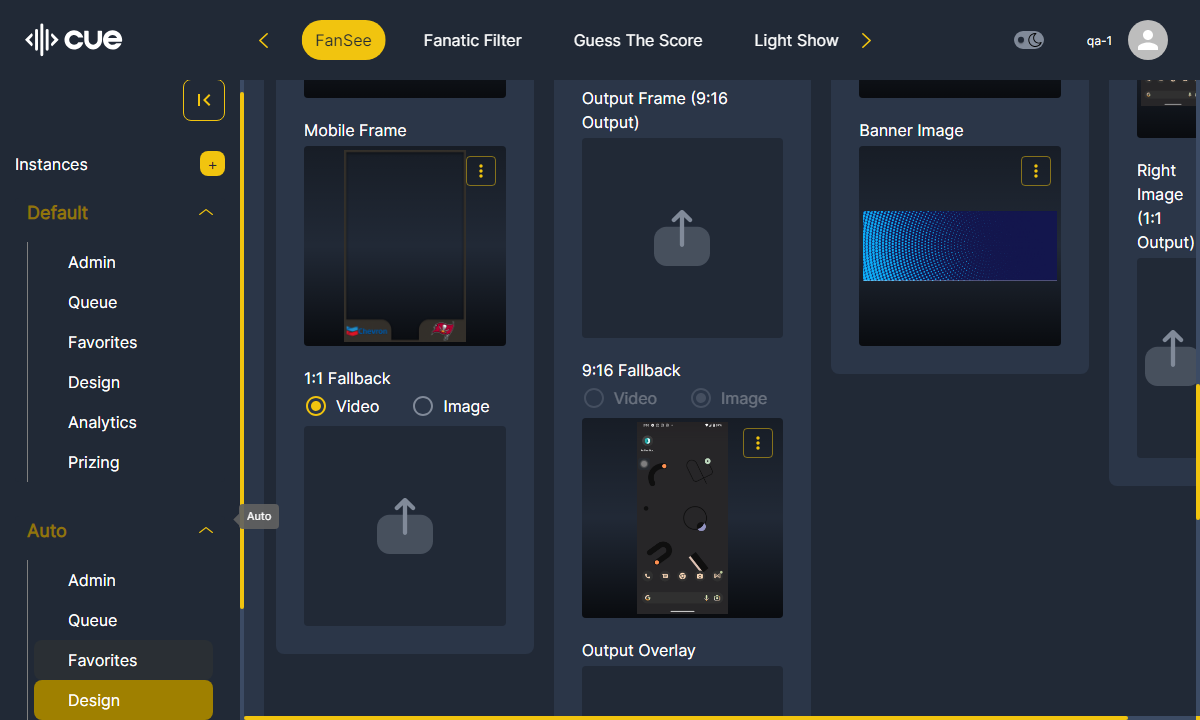 cue
FanSee
Fanatic Filter
Guess The Score
Light Show
qa-1
Instances
+
Default
Admin
Queue
Favorites
Design
Analytics
Prizing
Auto
Auto
Admin
Queue
Favorites
Design
Mobile Frame
1:1 Fallback
Video
Image
Output Frame (9:16
Output)
9:16 Fallback
Video
Image
Output Overlay
Banner Image
Right
Image
(1:1
Output)